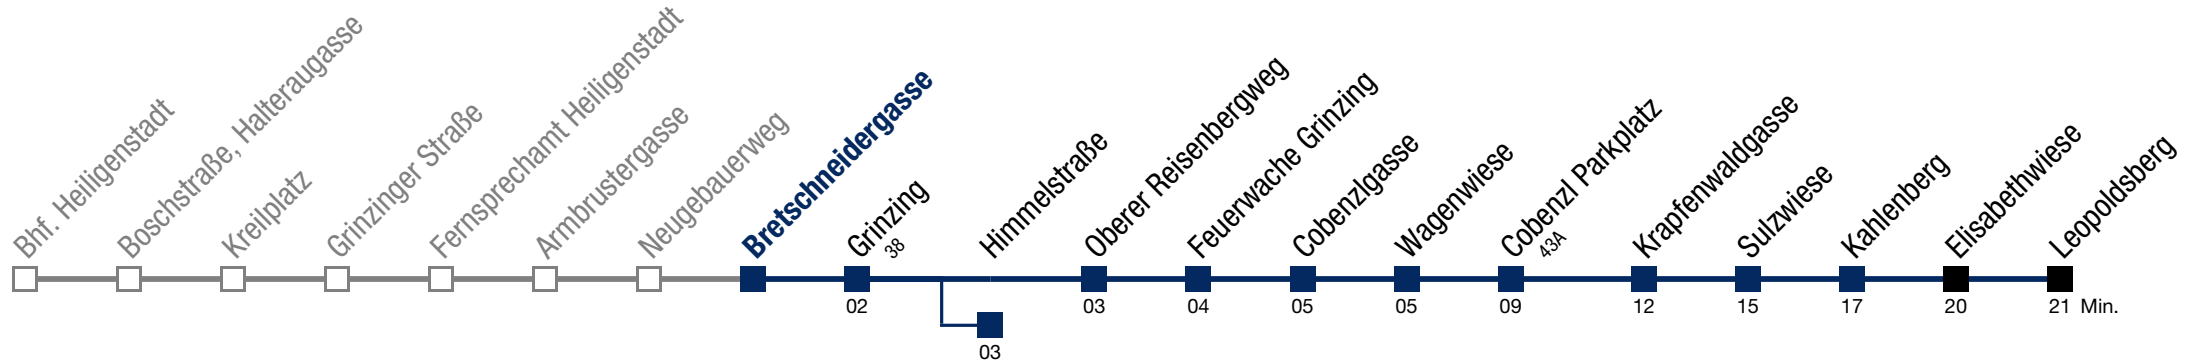 Bhf. Heiligenstadt
Boschstraße, Halteraugasse
Kreilplatz
Grinzinger Straße
Fernsprechamt Heiligenstadt
Armbrustergasse
Neugebauerweg
Bretschneidergasse
Grinzing
38
Himmelstraße
Oberer Reisenbergweg
Feuerwache Grinzing
Cobenzlgasse
Wagenwiese
Cobenzl Parkplatz
43A
Krapfenwaldgasse
Sulzwiese
Kahlenberg
Elisabethwiese
Leopoldsberg
02 03 04 05 05 09 12 15 17 20 21 Min.
03